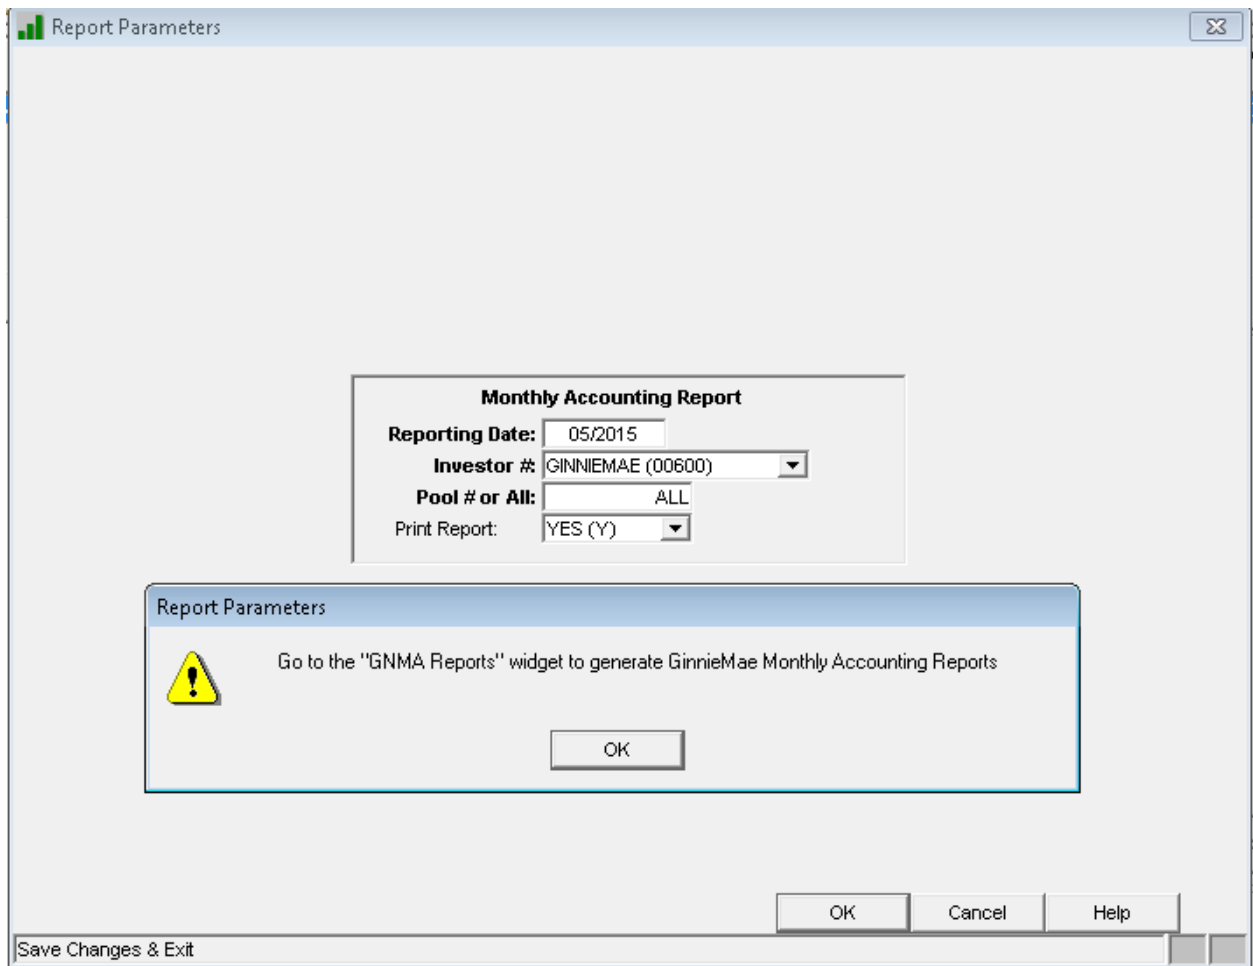 Report Parameters
Monthly Accounting Report
Reporting Date: 05/2015
Investor #: GINNIEMAE (00600)
Pool # or All: ALL
Print Report: YES (Y)
Report Parameters
Go to the "GNMA Reports" widget to generate GinnieMae Monthly Accounting Reports
OK
OK Cancel Help
Save Changes & Exit